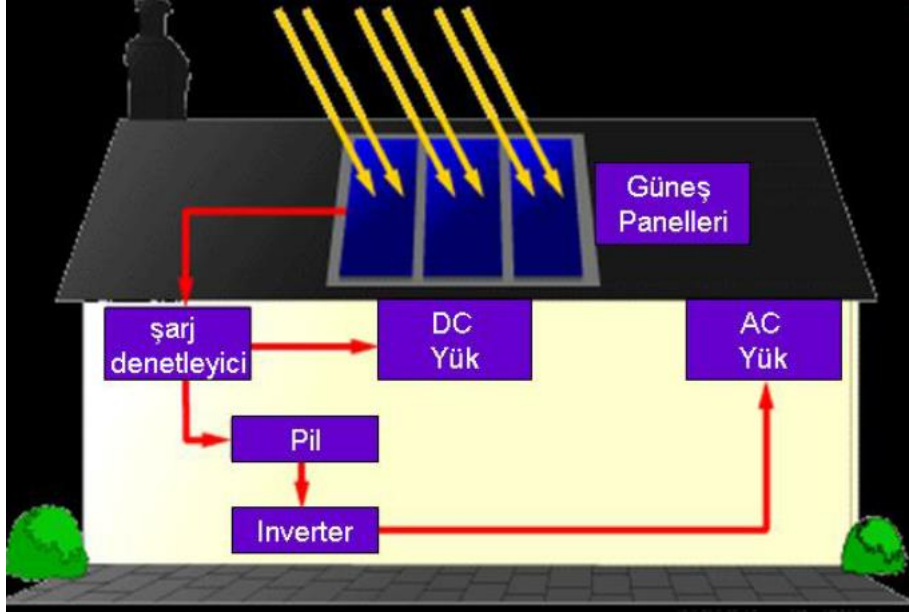 Güneş
Panelleri
şarj
denetleyici
DC
Yük
AC
Yük
Pil
Inverter